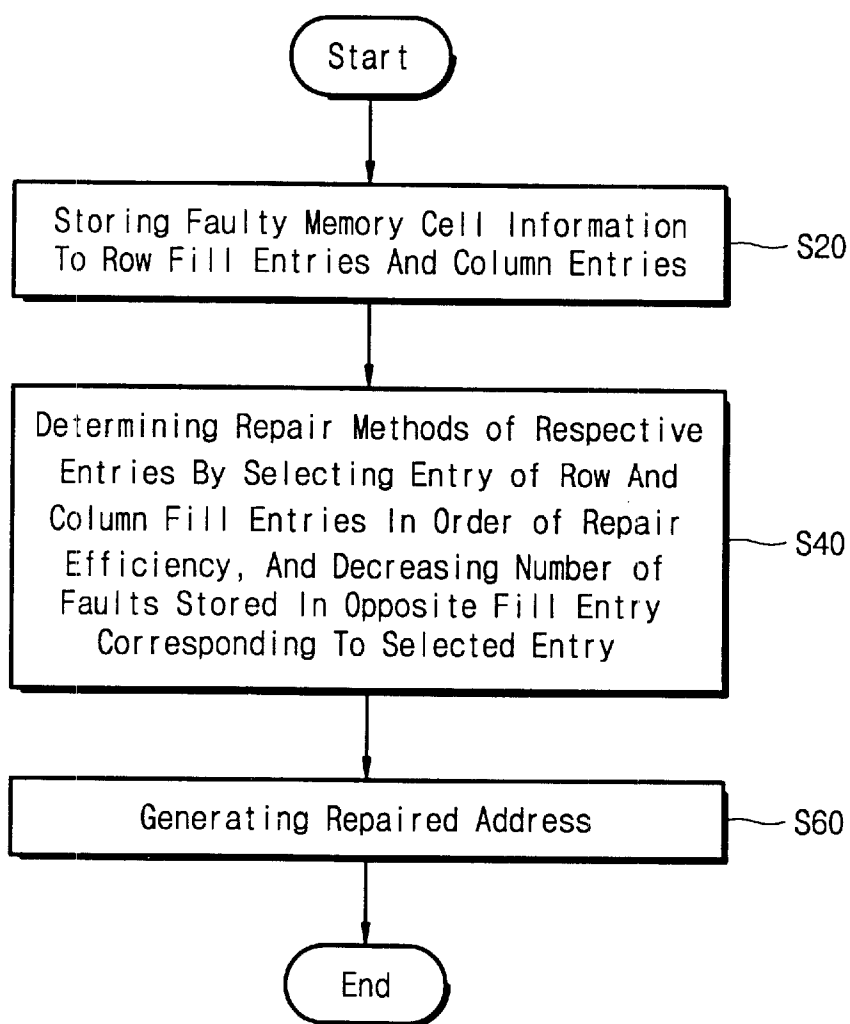 Start
Storing Faulty Memory Cell Information
To Row Fill Entries And Column Entries
S20
Determining Repair Methods of Respective
Entries By Selecting Entry of Row And
Column Fill Entries In Order of Repair
Efficiency, And Decreasing Number of
Faults Stored In Opposite Fill Entry
Corresponding To Selected Entry
S40
Generating Repaired Address
S60
End